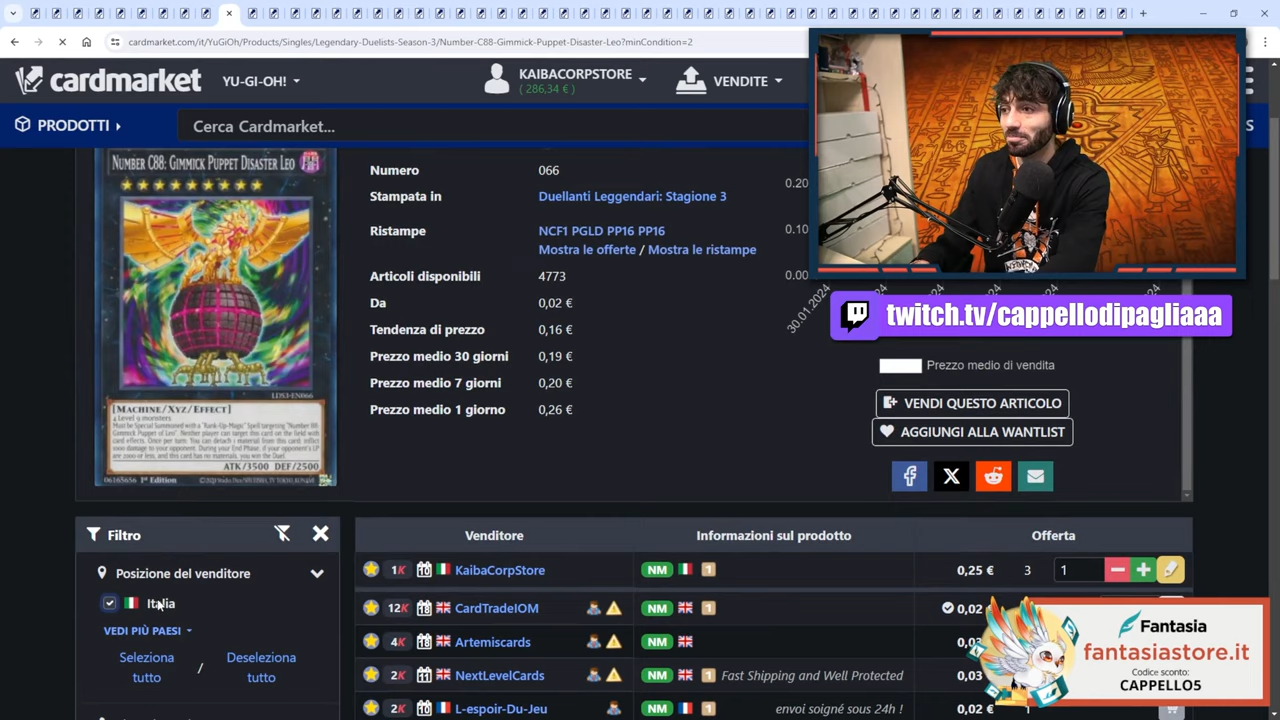 cardmarket.com/it/YuGiOh/Products/Singles/Legendary-Duelists-Season-3/Number-C88-Gimmick-Puppet-Disaster-Leo?minCondition=2
cardmarket
YU-GI-OH!
KAIBACORPSTORE
( 286,34 € )
VENDITE
PRODOTTI
Cerca Cardmarket...
NUMBER C88: GIMMICK PUPPET DISASTER LEO
LDS3-EN066
[MACHINE/XYZ/EFFECT]
ATK/3500 DEF/2500
06165656 1st Edition
Numero 066
Stampata in Duellanti Leggendari: Stagione 3
Ristampe NCF1 PGLD PP16 PP16
Mostra le offerte / Mostra le ristampe
Articoli disponibili 4773
Da 0,02 €
Tendenza di prezzo 0,16 €
Prezzo medio 30 giorni 0,19 €
Prezzo medio 7 giorni 0,20 €
Prezzo medio 1 giorno 0,26 €
0.20
0.10
0.00
30.01.2024
twitch.tv/cappellodipagliaaa
Prezzo medio di vendita
VENDI QUESTO ARTICOLO
AGGIUNGI ALLA WANTLIST
Filtro
Posizione del venditore
Italia
VEDI PIÙ PAESI
Seleziona tutto / Deseleziona tutto
Venditore Informazioni sul prodotto Offerta
1K KaibaCorpStore NM 1 0,25 € 3 1
12K CardTradeIOM NM 1 0,02
4K Artemiscards NM
2K NextLevelCards NM 1 Fast Shipping and Well Protected 0,03
2K L-espoir-Du-Jeu NM 1 envoi soigné sous 24h ! 0,02 €
Fantasia
fantasiastore.it
Codice sconto:
CAPPELLO5